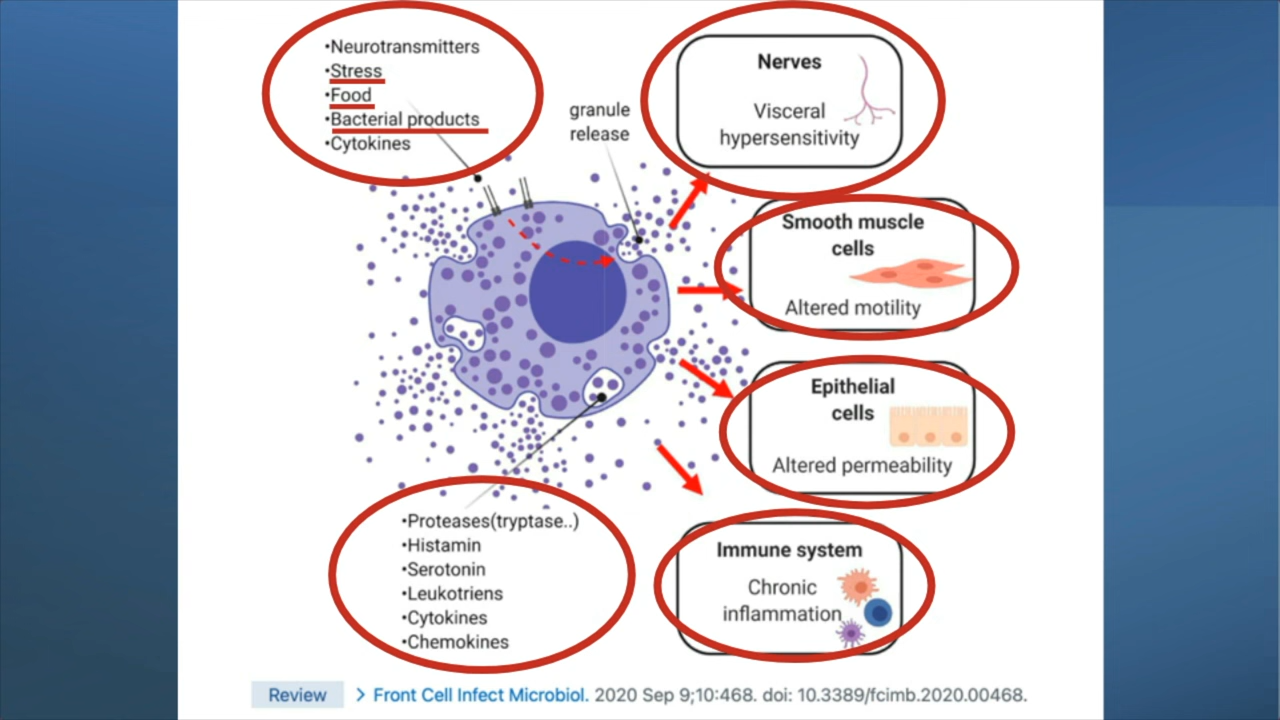 •Neurotransmitters
•Stress
•Food
•Bacterial products
•Cytokines
granule
release
Nerves
Visceral
hypersensitivity
Smooth muscle
cells
Altered motility
Epithelial
cells
Altered permeability
•Proteases(tryptase..)
•Histamin
•Serotonin
•Leukotriens
•Cytokines
•Chemokines
Immune system
Chronic
inflammation
Review > Front Cell Infect Microbiol. 2020 Sep 9;10:468. doi: 10.3389/fcimb.2020.00468.